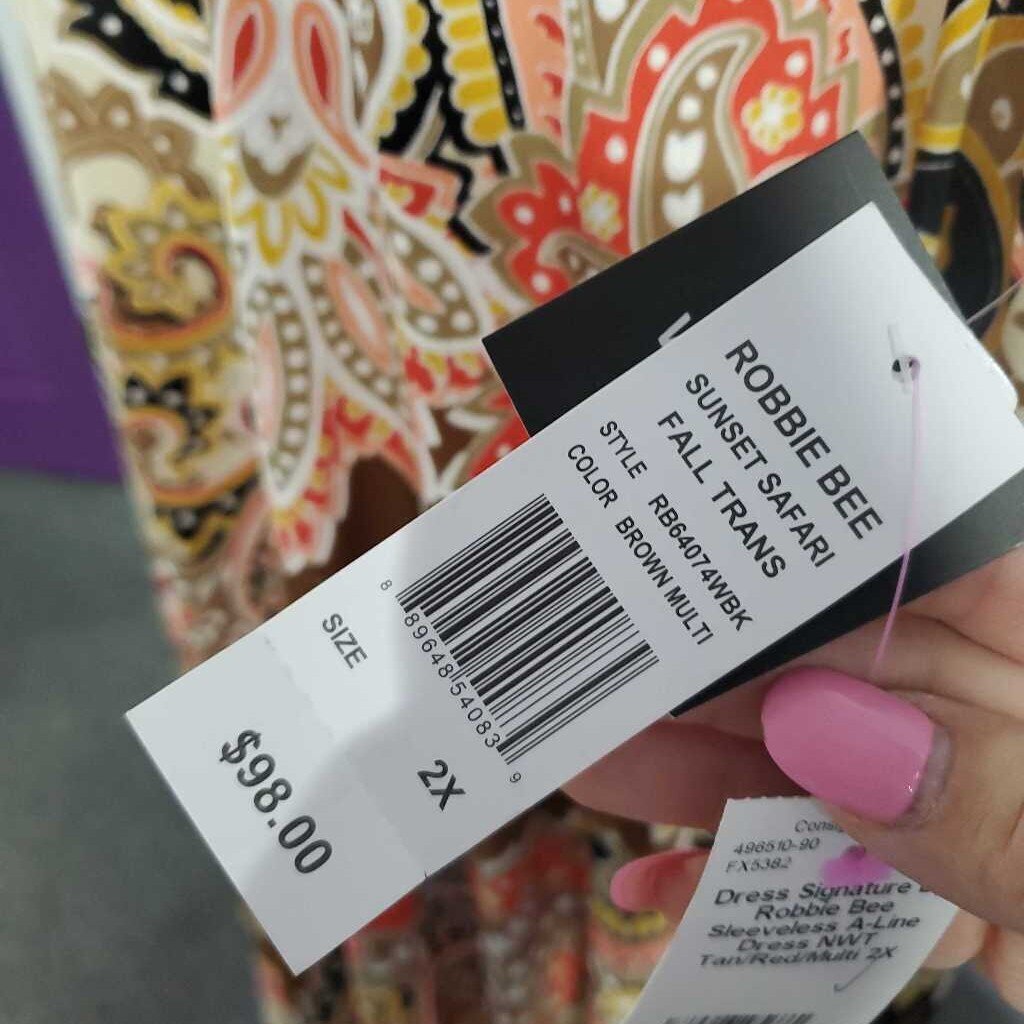 ROBBIE BEE
SUNSET SAFARI
FALL TRANS
STYLE RB64074WBK
COLOR BROWN MULTI
8 89648 54083 9
SIZE 2X
$98.00
496510-90
FX5382
Dress Signature
Robbie Bee
Sleeveless A-Line
Dress NWT
Tan/Red/Multi 2X